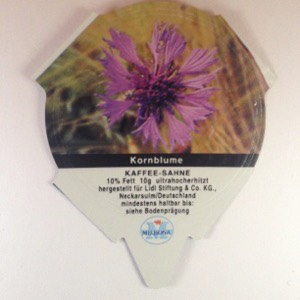 Kornblume
KAFFEE-SAHNE
10% Fett 10g ultrahocherhitzt
hergestellt für Lidl Stiftung & Co. KG.,
Neckarsulm/Deutschland
mindestens haltbar bis:
siehe Bodenprägung
MILBONA